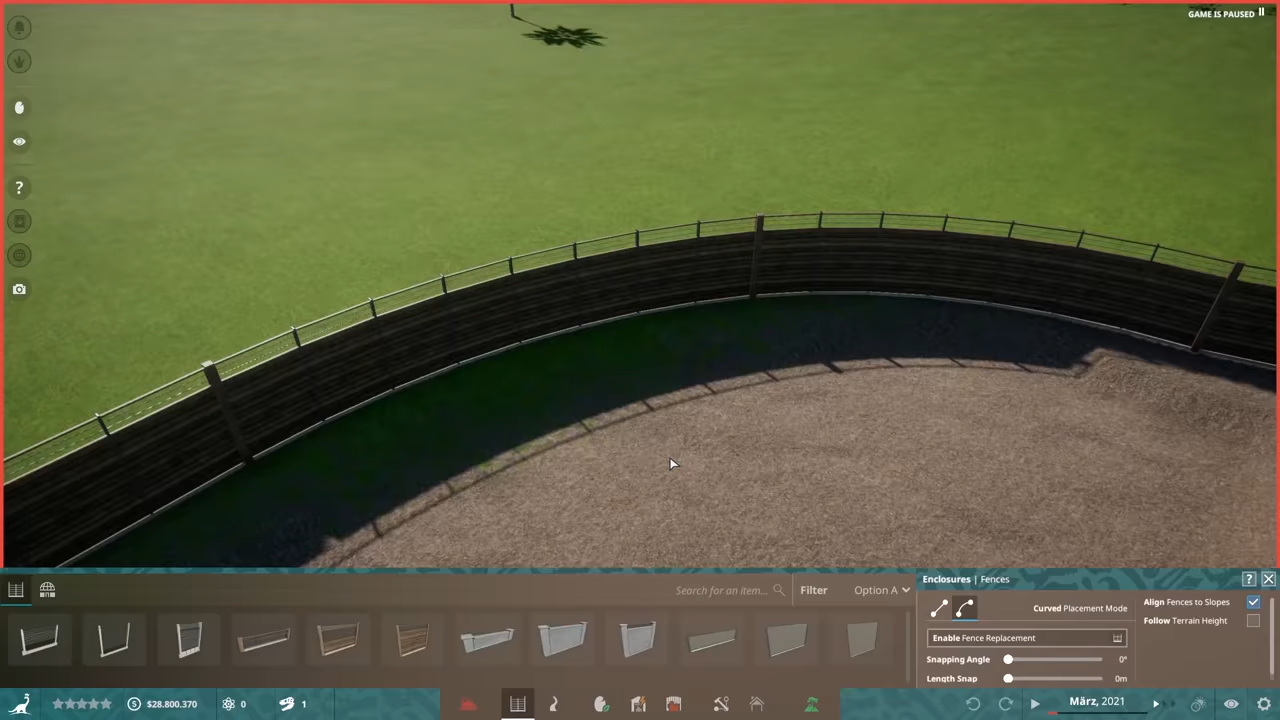 GAME IS PAUSED
?
Search for an item...
Filter
Option A
Enclosures | Fences
?
Curved Placement Mode
Enable Fence Replacement
Snapping Angle
0°
Length Snap
0m
Align Fences to Slopes
Follow Terrain Height
$28.800.370
0
1
März, 2021